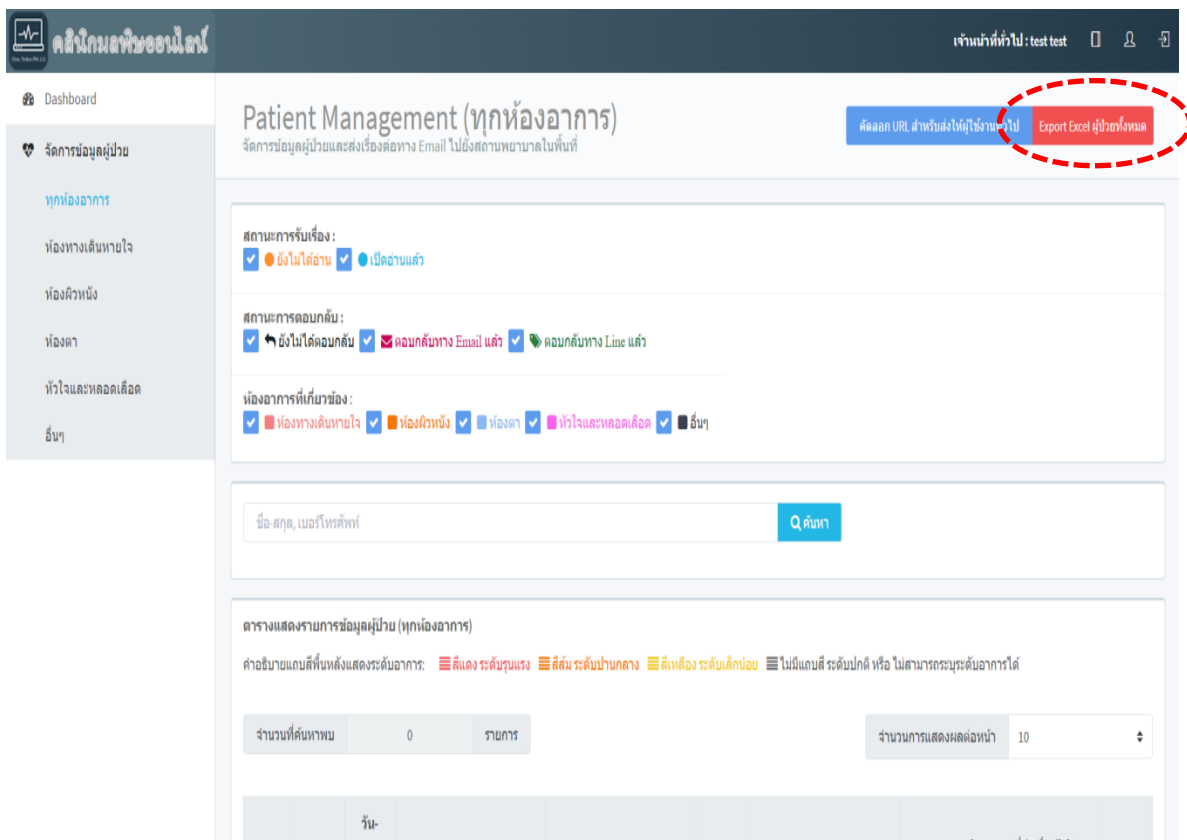 คลินิกมลพิษออนไลน์
เจ้าหน้าที่ทั่วไป : test test
Dashboard
จัดการข้อมูลผู้ป่วย
ทุกห้องอาการ
ห้องทางเดินหายใจ
ห้องผิวหนัง
ห้องตา
หัวใจและหลอดเลือด
อื่นๆ
Patient Management (ทุกห้องอาการ)
จัดการข้อมูลผู้ป่วยและส่งเรื่องต่อทาง Email ไปยังสถานพยาบาลในพื้นที่
คัดลอก URL สำหรับส่งให้ผู้ใช้งานทั่วไป Export Excel ผู้ป่วยทั้งหมด
สถานะการรับเรื่อง :
ยังไม่ได้อ่าน เปิดอ่านแล้ว
สถานะการตอบกลับ :
ยังไม่ได้ตอบกลับ ตอบกลับทาง Email แล้ว ตอบกลับทาง Line แล้ว
ห้องอาการที่เกี่ยวข้อง :
ห้องทางเดินหายใจ ห้องผิวหนัง ห้องตา หัวใจและหลอดเลือด อื่นๆ
ชื่อ-สกุล, เบอร์โทรศัพท์ ค้นหา
ตารางแสดงรายการข้อมูลผู้ป่วย (ทุกห้องอาการ)
คำอธิบายแถบสีพื้นหลังแสดงระดับอาการ: สีแดง ระดับรุนแรง สีส้ม ระดับปานกลาง สีเหลือง ระดับเล็กน้อย ไม่มีแถบสี ระดับปกติ หรือ ไม่สามารถระบุระดับอาการได้
จำนวนที่ค้นหาพบ 0 รายการ จำนวนการแสดงผลต่อหน้า 10
วัน-